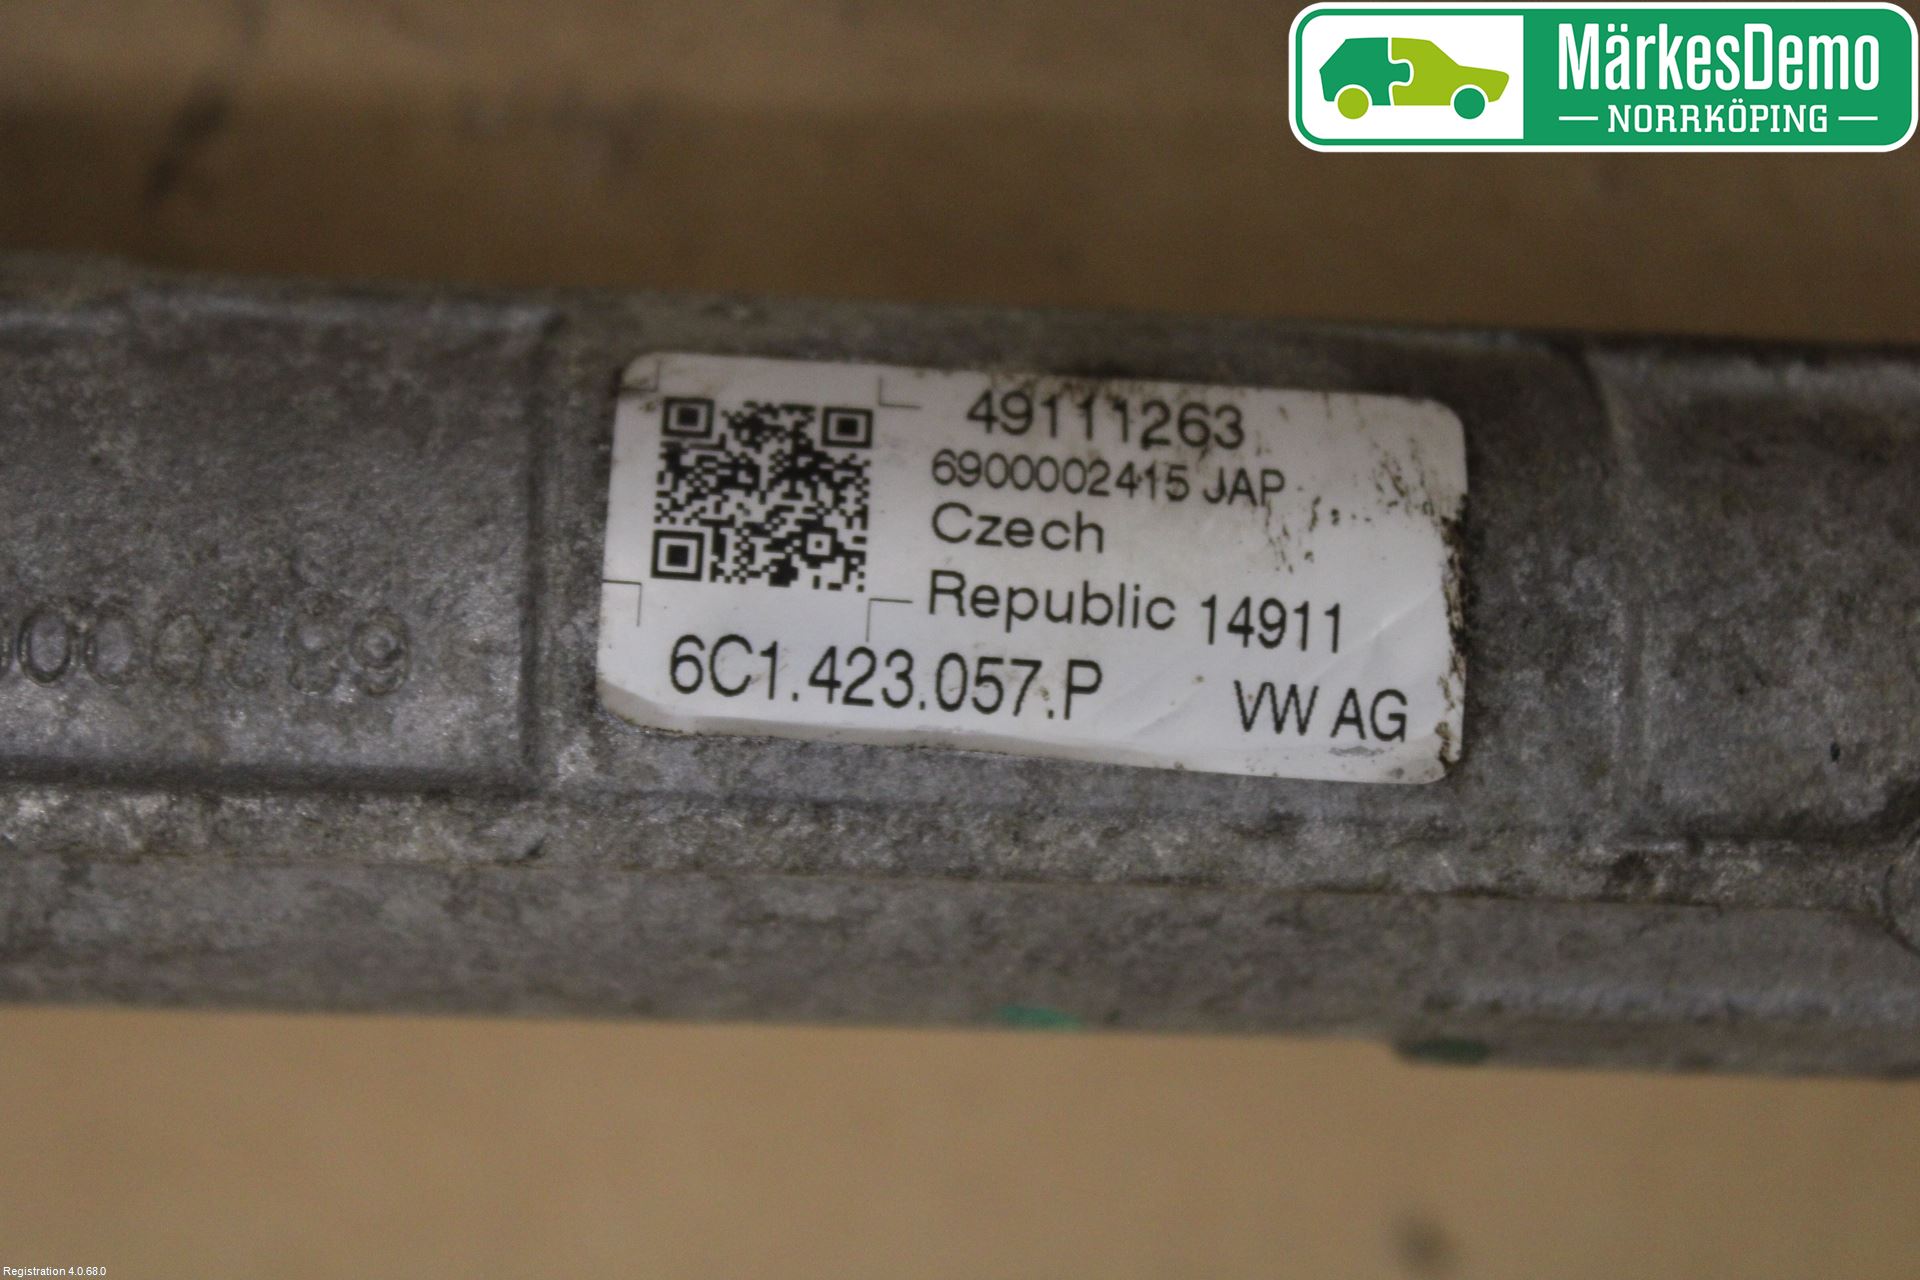 MärkesDemo
NORRKÖPING
49111263
6900002415 JAP
Czech
Republic 14911
6C1.423.057.P VW AG
Registration 4.0.68.0